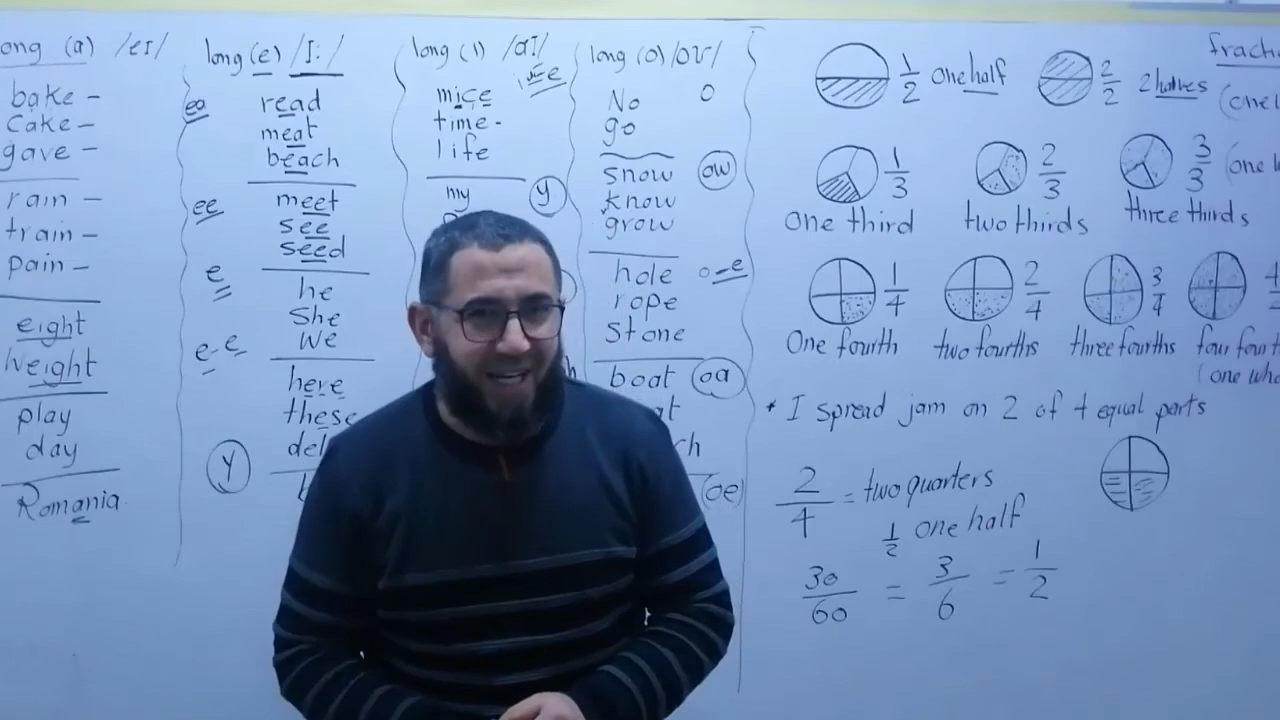 long (a) /eɪ/
bake -
Cake -
gave -
rain -
train -
pain -
eight
weight
play
day
Romania
long (e) /I:/
ea
read
meat
beach
ee
meet
see
seed
e
he
she
we
e-e
here
these
y
long (i) /aI/
i-e
mice
time-
life
my
y
long (o) /oʊ/
No
o
go
snow
ow
know
grow
hole
o-e
rope
stone
boat
oa
(oe)
1/2 one half
2/2 2 halves
1/3
2/3
3/3 (one
One third
two thirds
three thirds
1/4
2/4
3/4
4
One fourth
two fourths
three fourths
four
(one
* I spread jam on 2 of 4 equal parts
2/4 = two quarters
1/2 one half
30/60 = 3/6 = 1/2